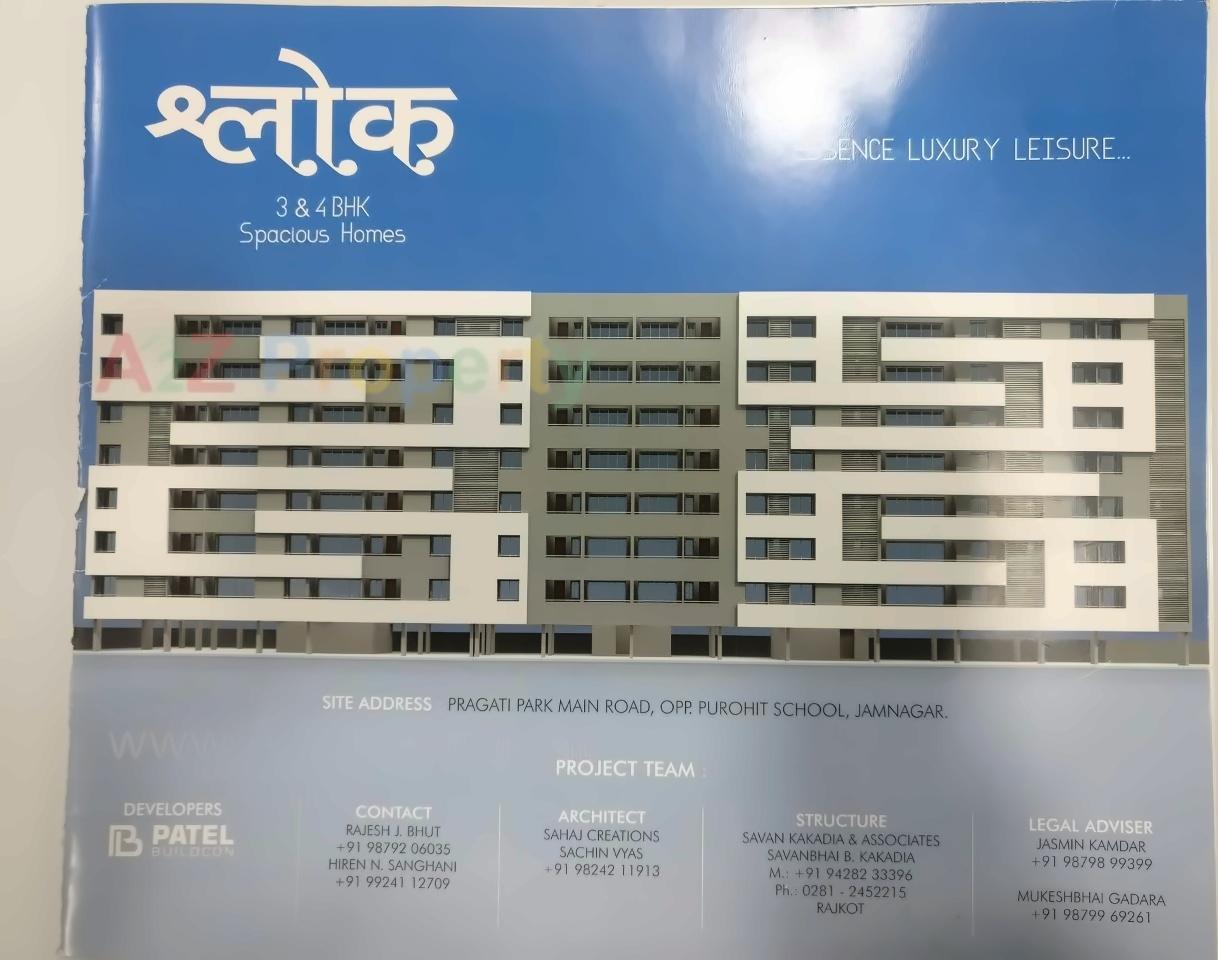 श्लोक
3 & 4 BHK
Spacious Homes
LUXURY LEISURE...
A2Z Property
SITE ADDRESS PRAGATI PARK MAIN ROAD, OPP. PUROHIT SCHOOL, JAMNAGAR.
PROJECT TEAM :
DEVELOPERS
PATEL
BUILDCON
CONTACT
RAJESH J. BHUT
+91 98792 06035
HIREN N. SANGHANI
+91 99241 12709
ARCHITECT
SAHAJ CREATIONS
SACHIN VYAS
+91 98242 11913
STRUCTURE
SAVAN KAKADIA & ASSOCIATES
SAVANBHAI B. KAKADIA
M.: +91 94282 33396
Ph.: 0281 - 2452215
RAJKOT
LEGAL ADVISER
JASMIN KAMDAR
+91 98798 99399
MUKESHBHAI GADARA
+91 98799 69261